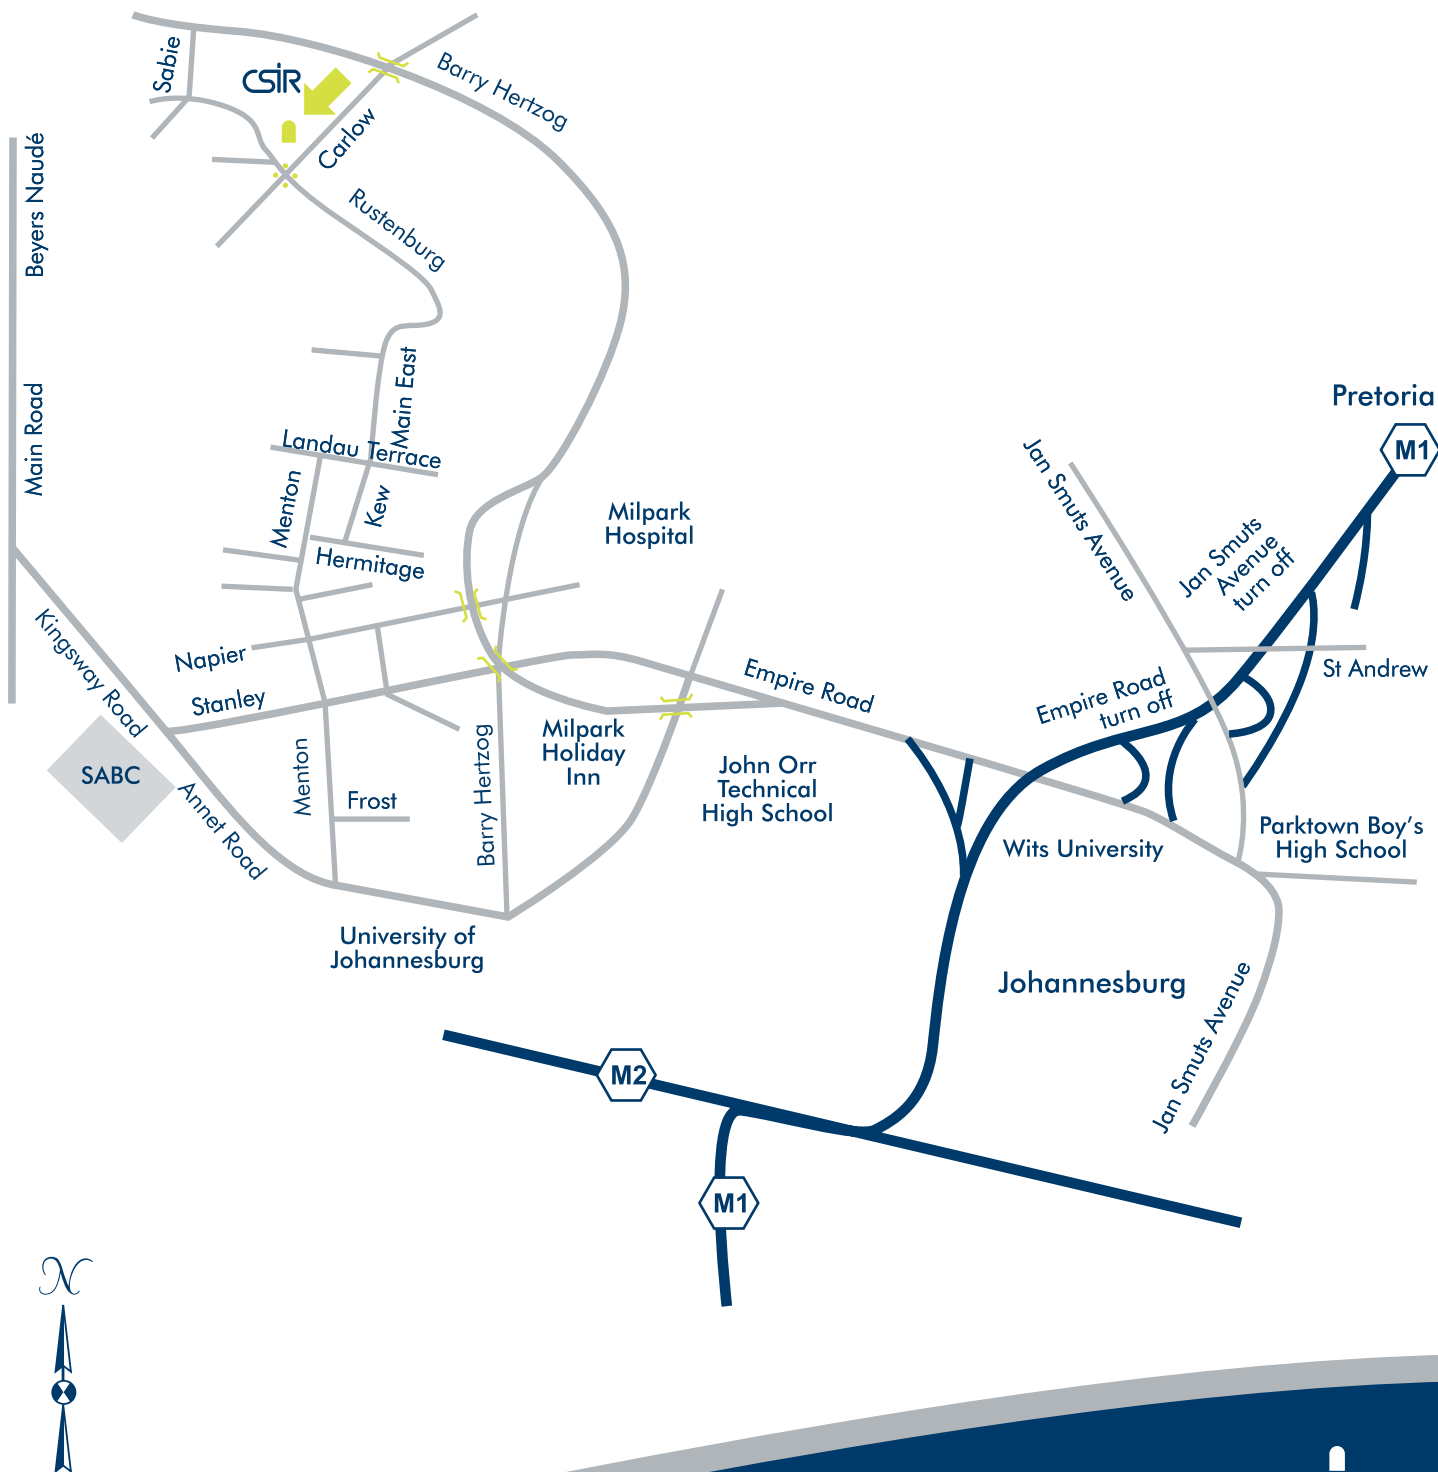 Sabie
CSIR
Barry Hertzog
Carlow
Beyers Naudé
Rustenburg
Main East
Main Road
Pretoria
M1
Landau Terrace
Jan Smuts Avenue
Menton
Kew
Milpark
Hospital
Jan Smuts
Avenue
turn off
Hermitage
Kingsway Road
Napier
Stanley
Empire Road
St Andrew
Empire Road
turn off
Milpark
Holiday
Inn
SABC
Menton
Barry Hertzog
John Orr
Technical
High School
Frost
Annet Road
Wits University
Parktown Boy's
High School
University of
Johannesburg
Johannesburg
Jan Smuts Avenue
M2
M1
N